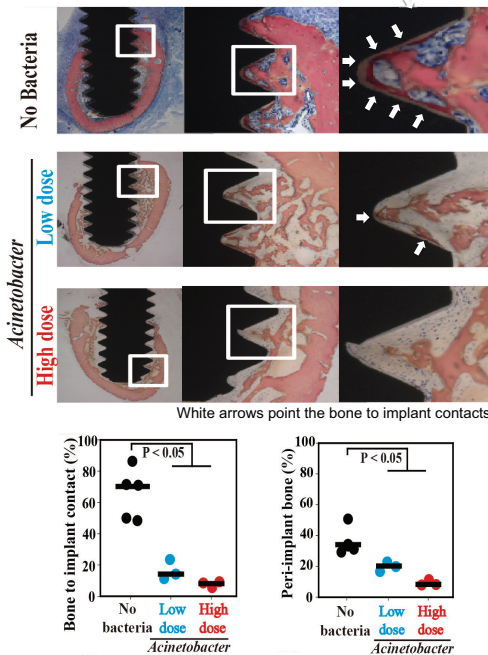 No Bacteria
Acinetobacter
Low dose
High dose
White arrows point the bone to implant contacts
Bone to implant contact (%)
100
80
60
40
20
0
P < 0.05
No bacteria
Low dose
High dose
Acinetobacter
Peri-implant bone (%)
100
80
60
40
20
0
P < 0.05
No bacteria
Low dose
High dose
Acinetobacter